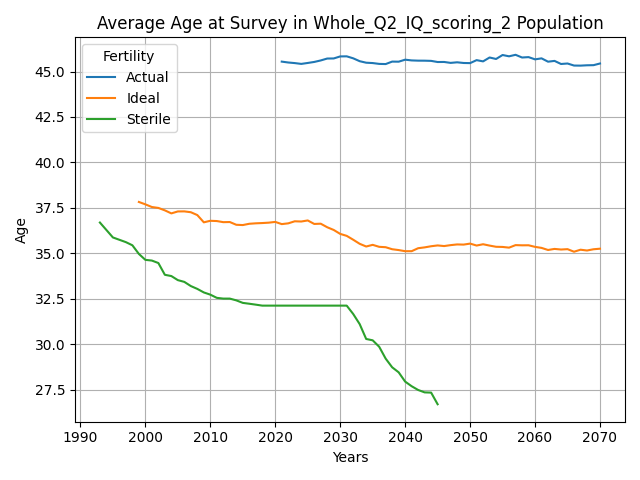 Average Age at Survey in Whole_Q2_IQ_scoring_2 Population
Fertility
Actual
Ideal
Sterile
45.0
42.5
40.0
37.5
35.0
32.5
30.0
27.5
Age
1990 2000 2010 2020 2030 2040 2050 2060 2070
Years